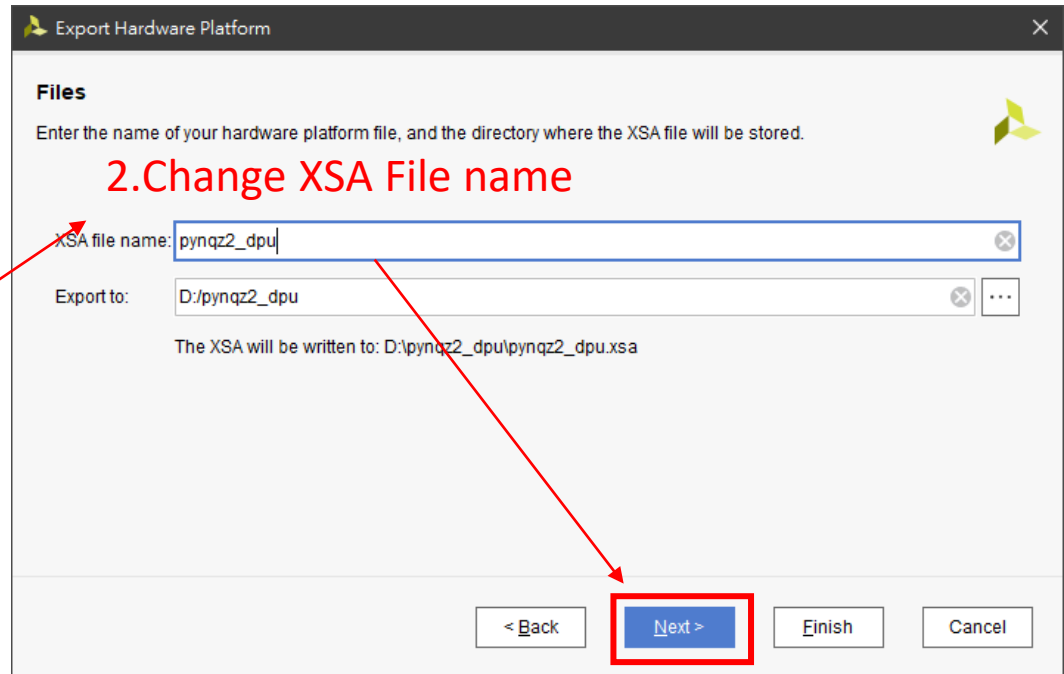 Export Hardware Platform
Files
Enter the name of your hardware platform file, and the directory where the XSA file will be stored.
2.Change XSA File name
XSA file name: pynqz2_dpu
Export to: D:/pynqz2_dpu ...
The XSA will be written to: D:\pynqz2_dpu\pynqz2_dpu.xsa
< Back Next > Finish Cancel